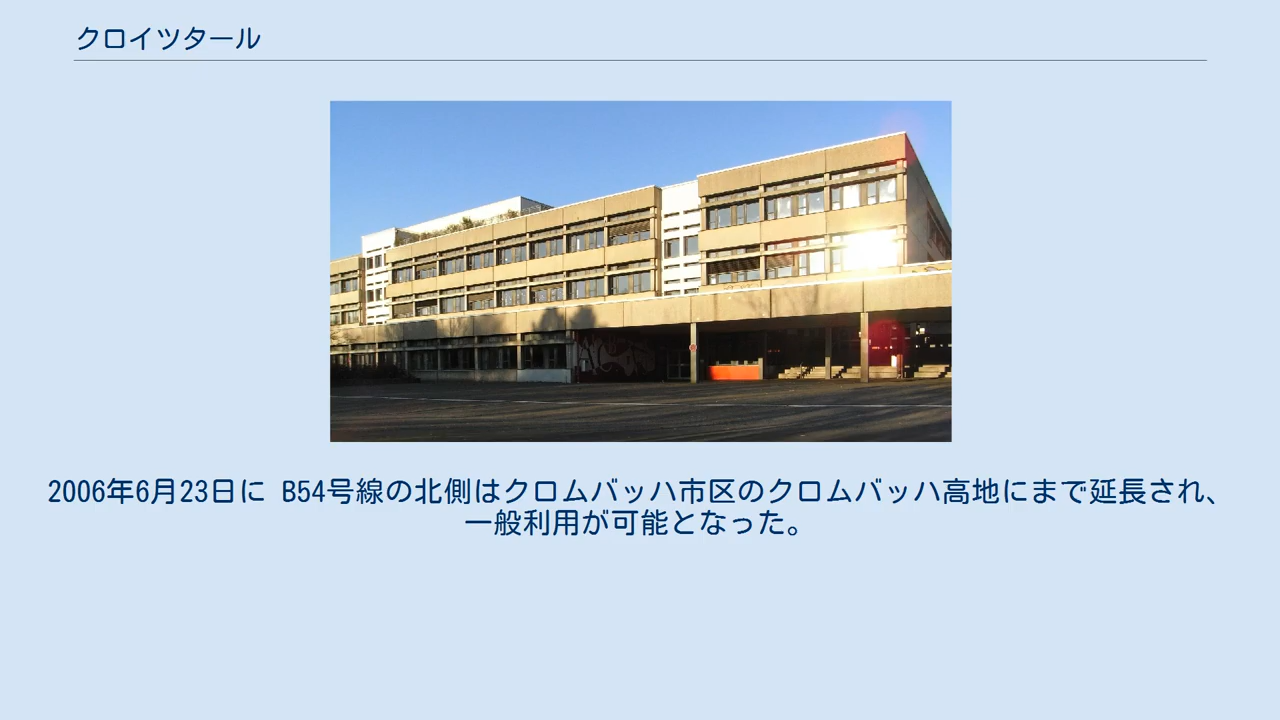 クロイツタール
2006年6月23日に B54号線の北側はクロムバッハ市区のクロムバッハ高地にまで延長され、
一般利用が可能となった。